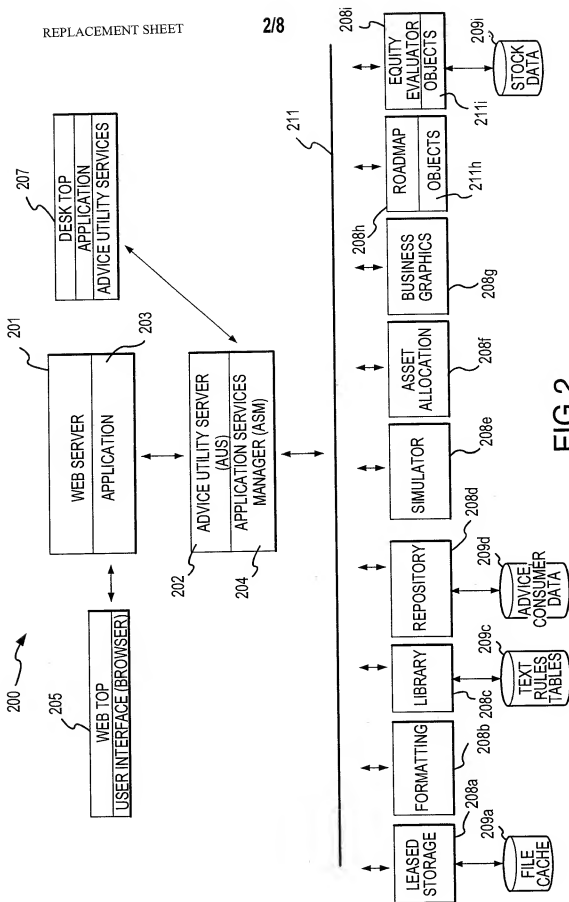 REPLACEMENT SHEET
2/8
200
205
WEB TOP
USER INTERFACE (BROWSER)
201
WEB SERVER
APPLICATION
203
207
DESK TOP
APPLICATION
ADVICE UTILITY SERVICES
202
ADVICE UTILITY SERVER
(AUS)
APPLICATION SERVICES
MANAGER (ASM)
204
211
LEASED
STORAGE
208a
209a
FILE
CACHE
FORMATTING
208b
LIBRARY
208c
209c
TEXT
RULES
TABLES
REPOSITORY
208d
209d
ADVICE
CONSUMER
DATA
SIMULATOR
208e
ASSET
ALLOCATION
208f
BUSINESS
GRAPHICS
208g
208h
ROADMAP
OBJECTS
211h
208i
EQUITY
EVALUATOR
OBJECTS
211i
209i
STOCK
DATA
FIG.2